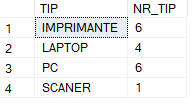 TIP NR_TIP
1 IMPRIMANTE 6
2 LAPTOP 4
3 PC 6
4 SCANER 1